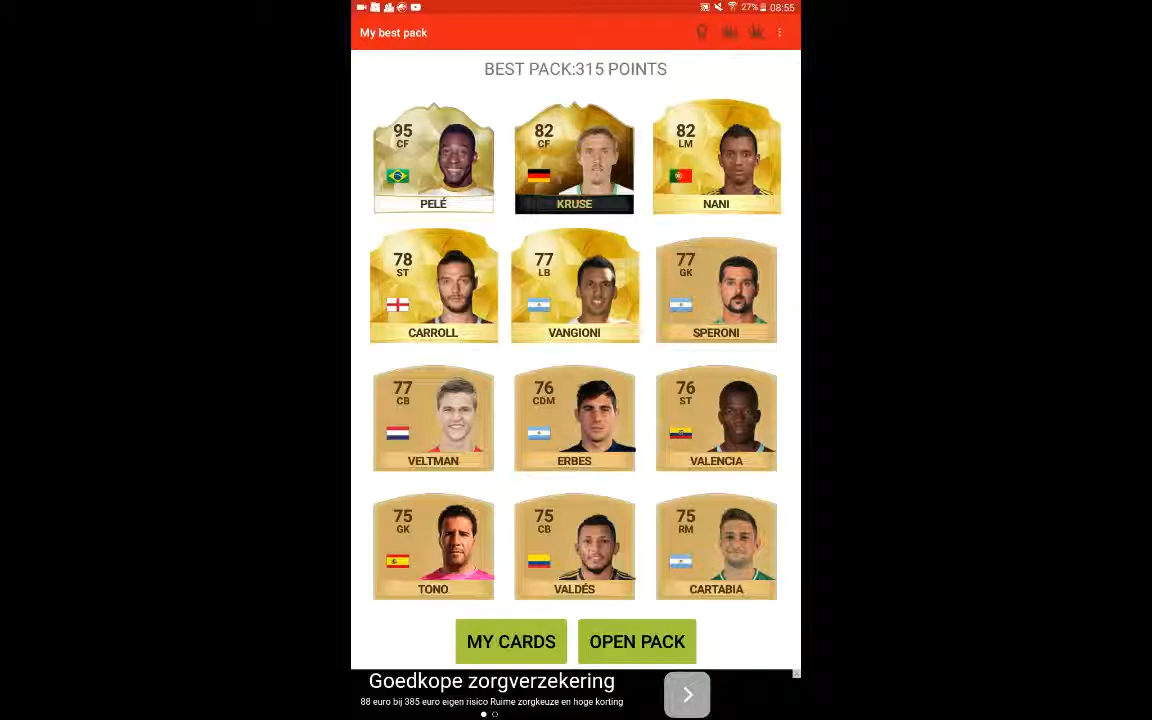 27% 08:55
My best pack
BEST PACK:315 POINTS
95 82 82
CF CF LM
PELÉ KRUSE NANI
78 77 77
ST LB GK
CARROLL VANGIONI SPERONI
77 76 76
CB CDM ST
VELTMAN ERBES VALENCIA
75 75 75
GK CB RM
TONO VALDÉS CARTABIA
MY CARDS OPEN PACK
Goedkope zorgverzekering
88 euro bij 385 euro eigen risico Ruime zorgkeuze en hoge korting